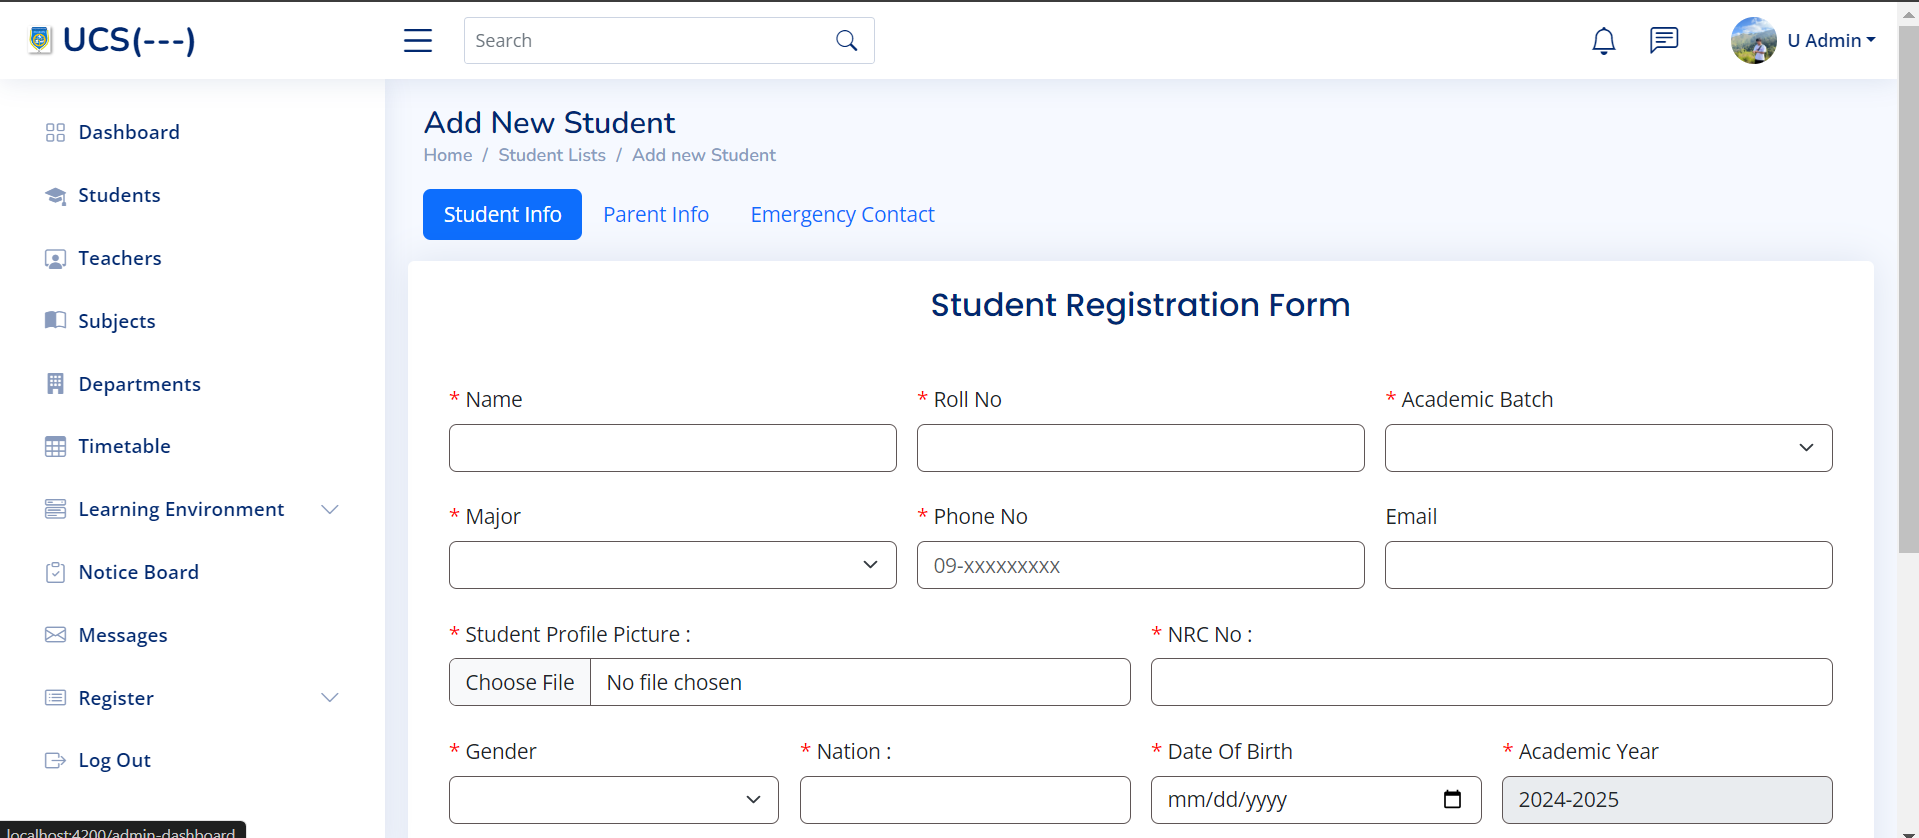 UCS(---)
Search
U Admin
Dashboard
Students
Teachers
Subjects
Departments
Timetable
Learning Environment
Notice Board
Messages
Register
Log Out
Add New Student
Home / Student Lists / Add new Student
Student Info Parent Info Emergency Contact
Student Registration Form
* Name * Roll No * Academic Batch
* Major * Phone No Email
09-xxxxxxxxx
* Student Profile Picture : * NRC No :
Choose File No file chosen
* Gender * Nation : * Date Of Birth * Academic Year
mm/dd/yyyy 2024-2025
localhost:4200/admin-dashboard